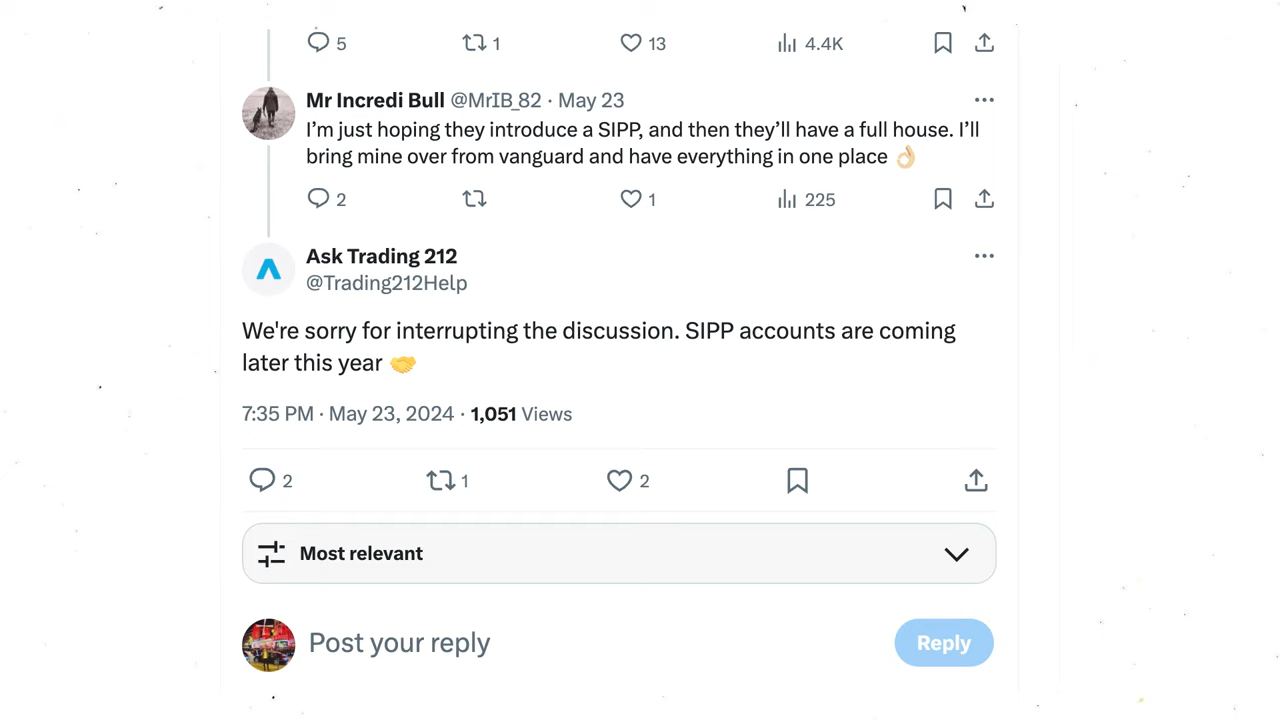 5 1 13 4.4K
Mr Incredi Bull @MrIB_82 · May 23
I'm just hoping they introduce a SIPP, and then they'll have a full house. I'll
bring mine over from vanguard and have everything in one place 👌🏻
2 1 225
Ask Trading 212
@Trading212Help
We're sorry for interrupting the discussion. SIPP accounts are coming
later this year 🤝
7:35 PM · May 23, 2024 · 1,051 Views
2 1 2
Most relevant
Post your reply Reply